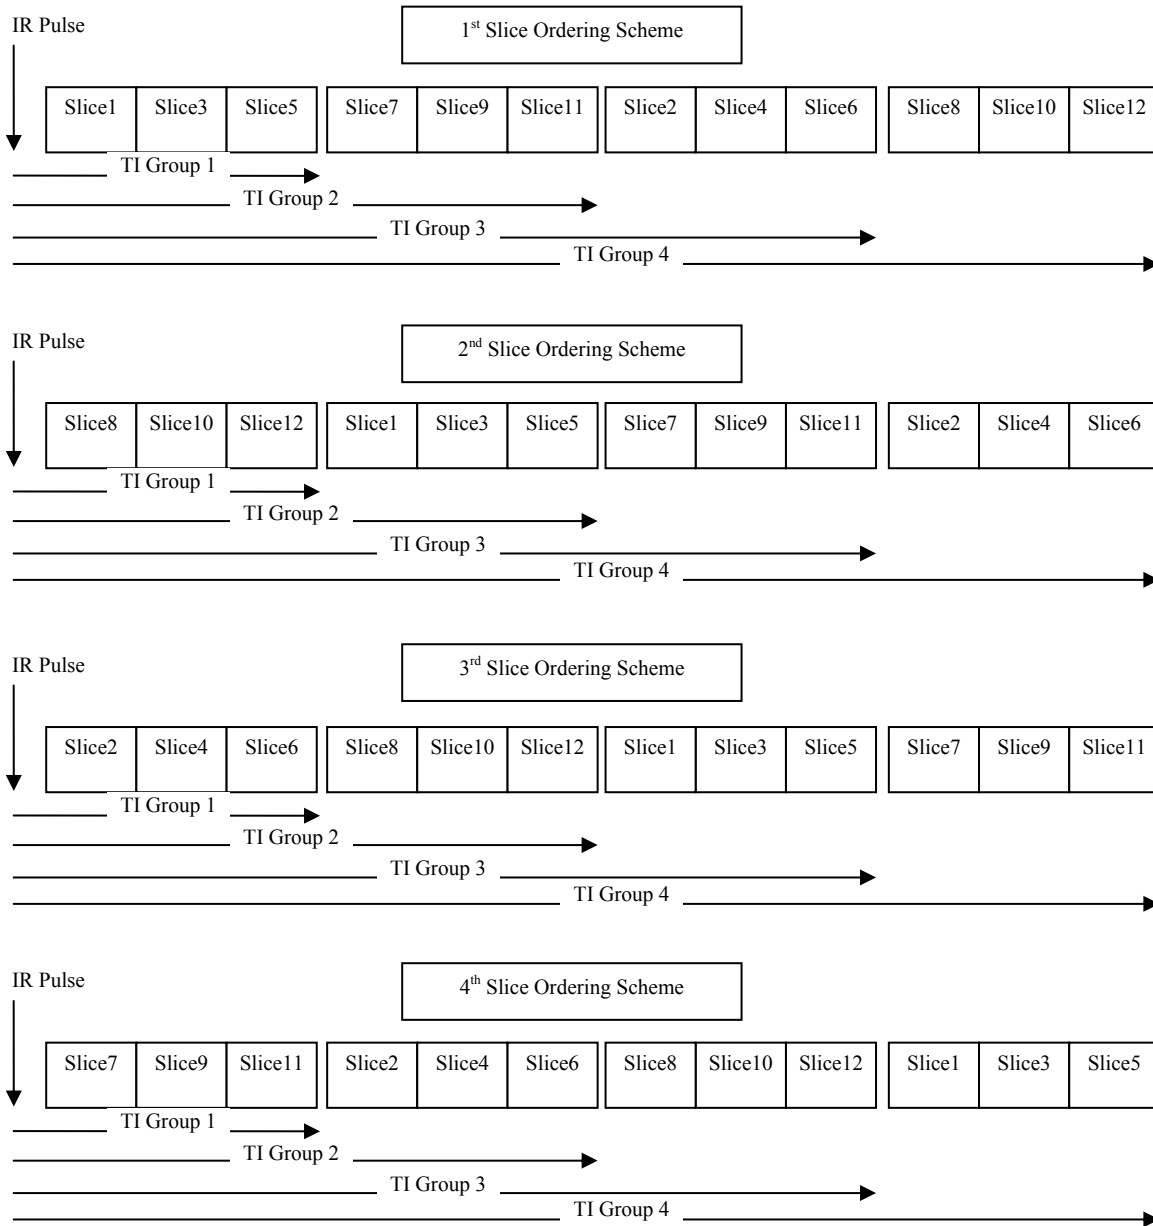 IR Pulse
1st Slice Ordering Scheme
Slice1 Slice3 Slice5 Slice7 Slice9 Slice11 Slice2 Slice4 Slice6 Slice8 Slice10 Slice12
TI Group 1
TI Group 2
TI Group 3
TI Group 4
IR Pulse
2nd Slice Ordering Scheme
Slice8 Slice10 Slice12 Slice1 Slice3 Slice5 Slice7 Slice9 Slice11 Slice2 Slice4 Slice6
TI Group 1
TI Group 2
TI Group 3
TI Group 4
IR Pulse
3rd Slice Ordering Scheme
Slice2 Slice4 Slice6 Slice8 Slice10 Slice12 Slice1 Slice3 Slice5 Slice7 Slice9 Slice11
TI Group 1
TI Group 2
TI Group 3
TI Group 4
IR Pulse
4th Slice Ordering Scheme
Slice7 Slice9 Slice11 Slice2 Slice4 Slice6 Slice8 Slice10 Slice12 Slice1 Slice3 Slice5
TI Group 1
TI Group 2
TI Group 3
TI Group 4